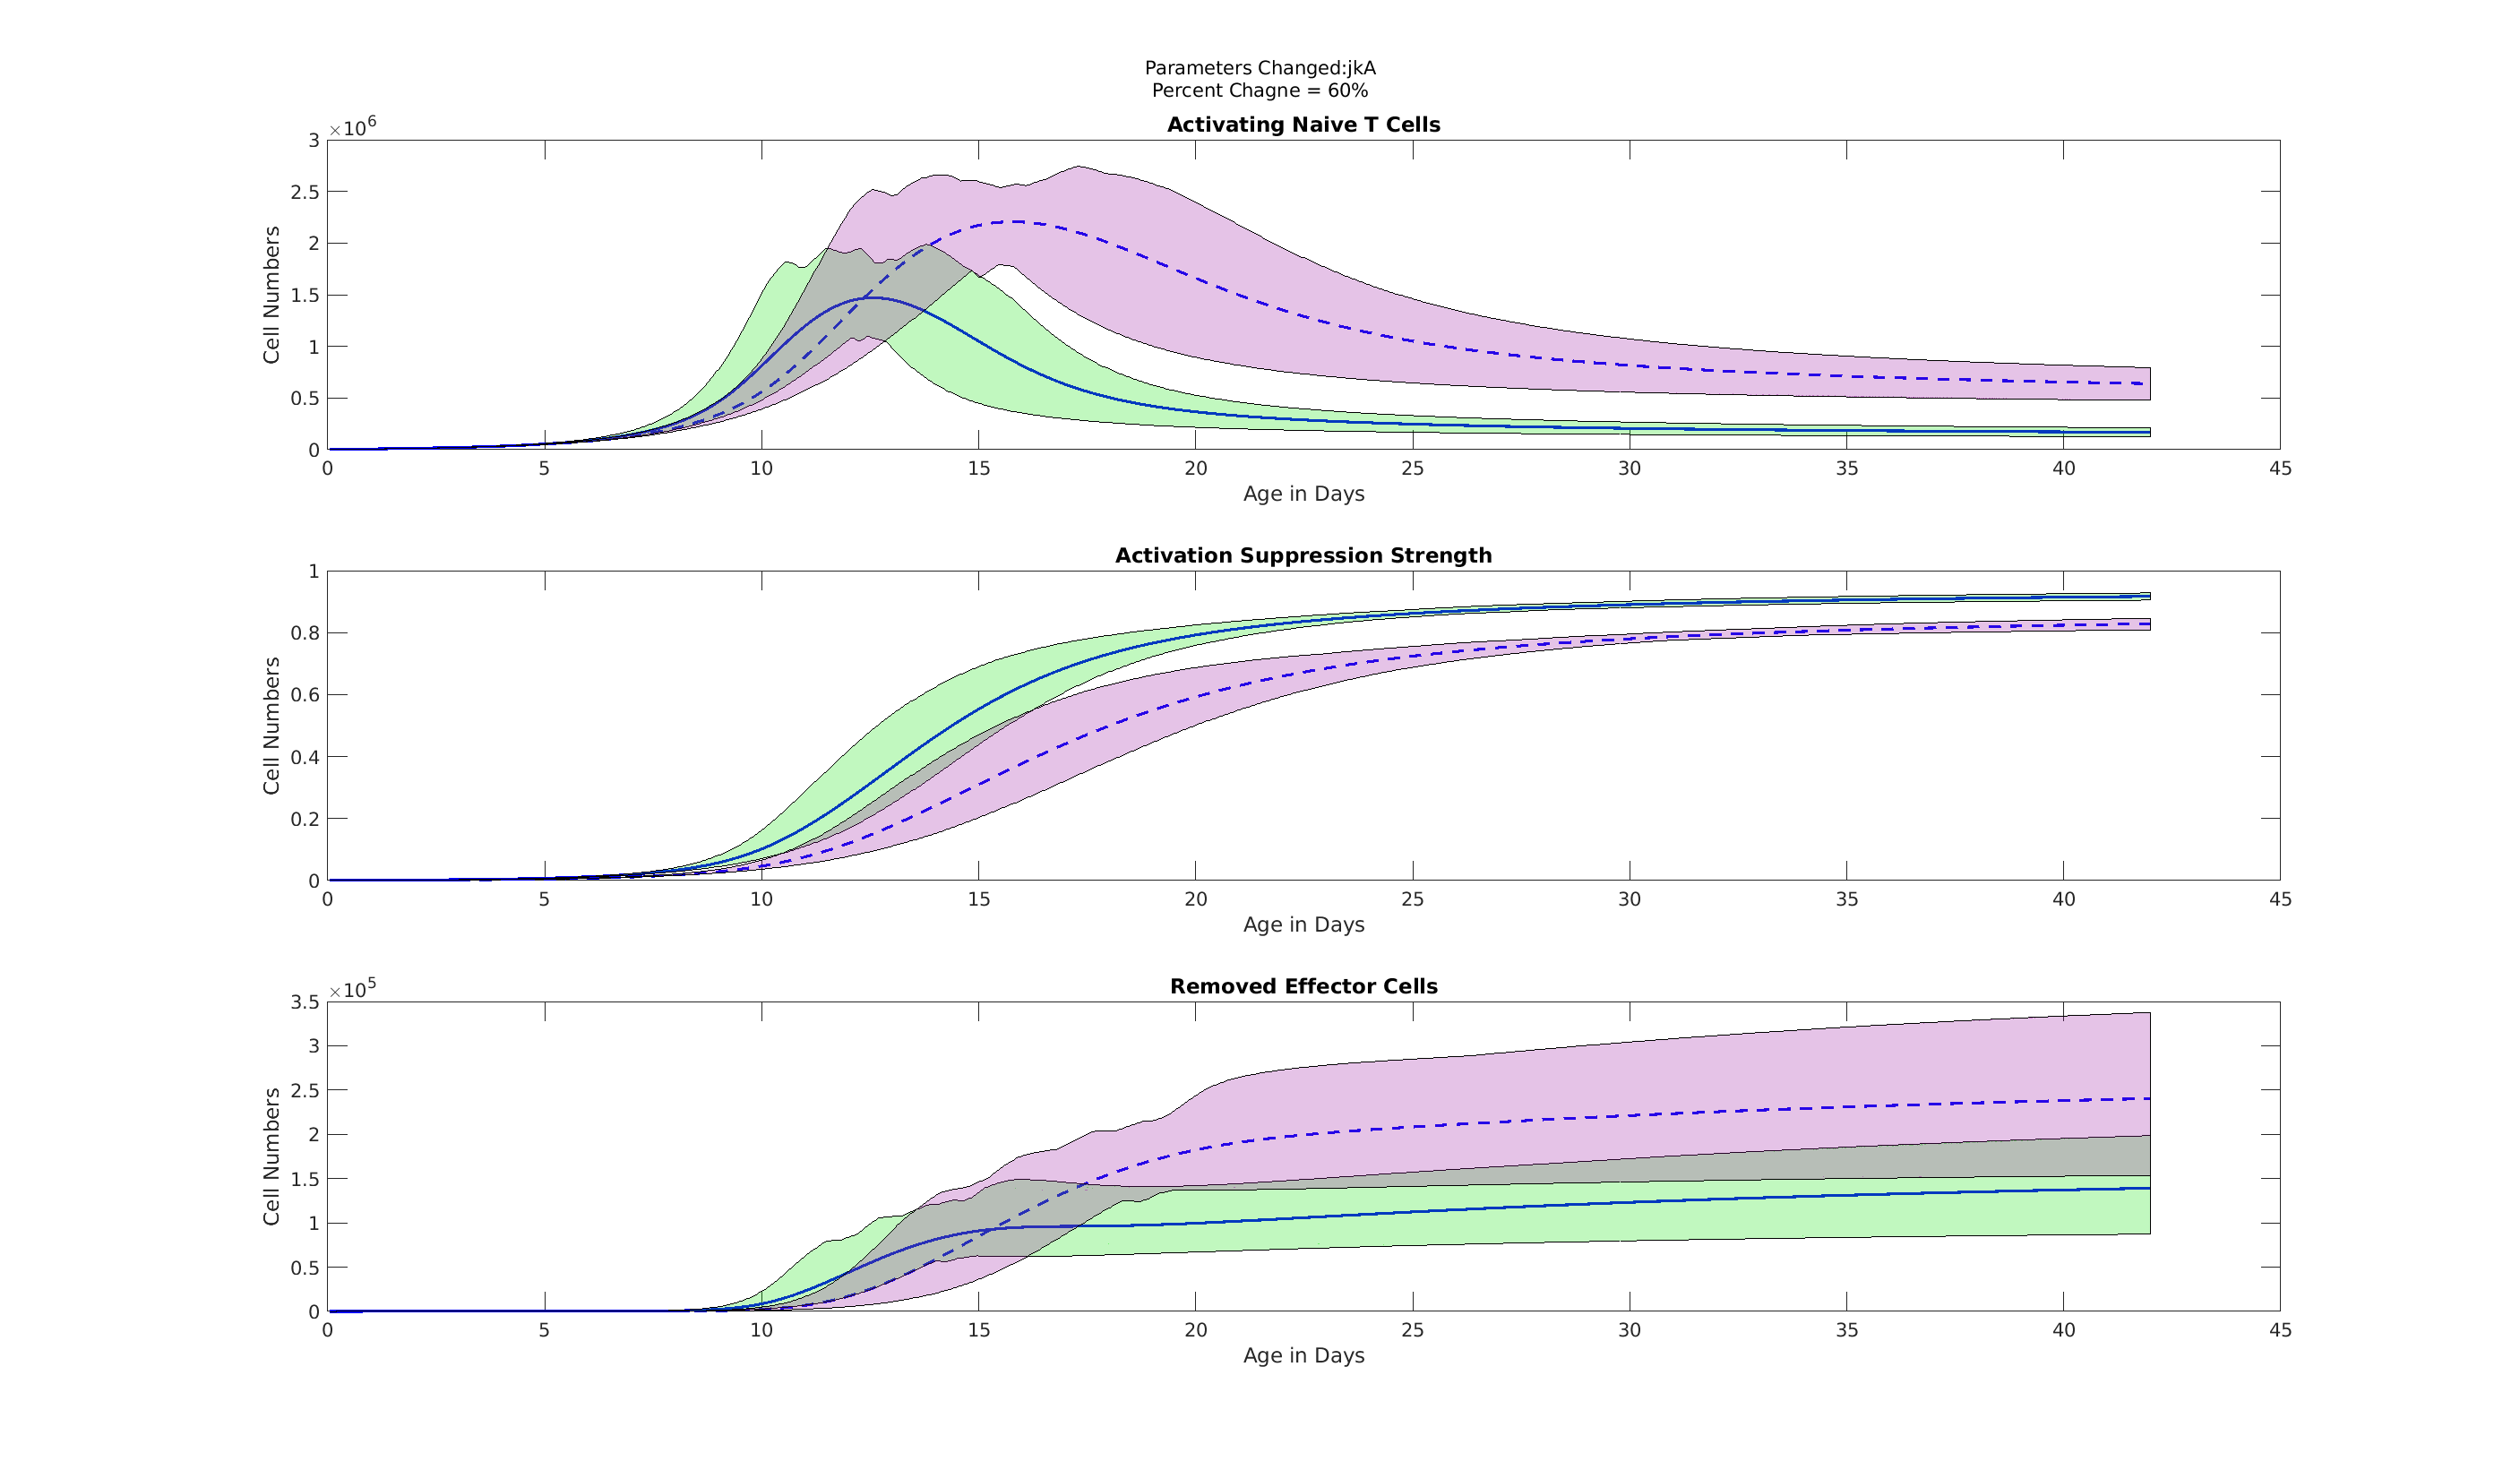 Parameters Changed:jkA
Percent Chagne = 60%
Activating Naive T Cells
×10^6
3
2.5
2
1.5
1
0.5
0
Cell Numbers
0 5 10 15 20 25 30 35 40 45
Age in Days
Activation Suppression Strength
1
0.8
0.6
0.4
0.2
0
Cell Numbers
0 5 10 15 20 25 30 35 40 45
Age in Days
Removed Effector Cells
×10^5
3.5
3
2.5
2
1.5
1
0.5
0
Cell Numbers
0 5 10 15 20 25 30 35 40 45
Age in Days